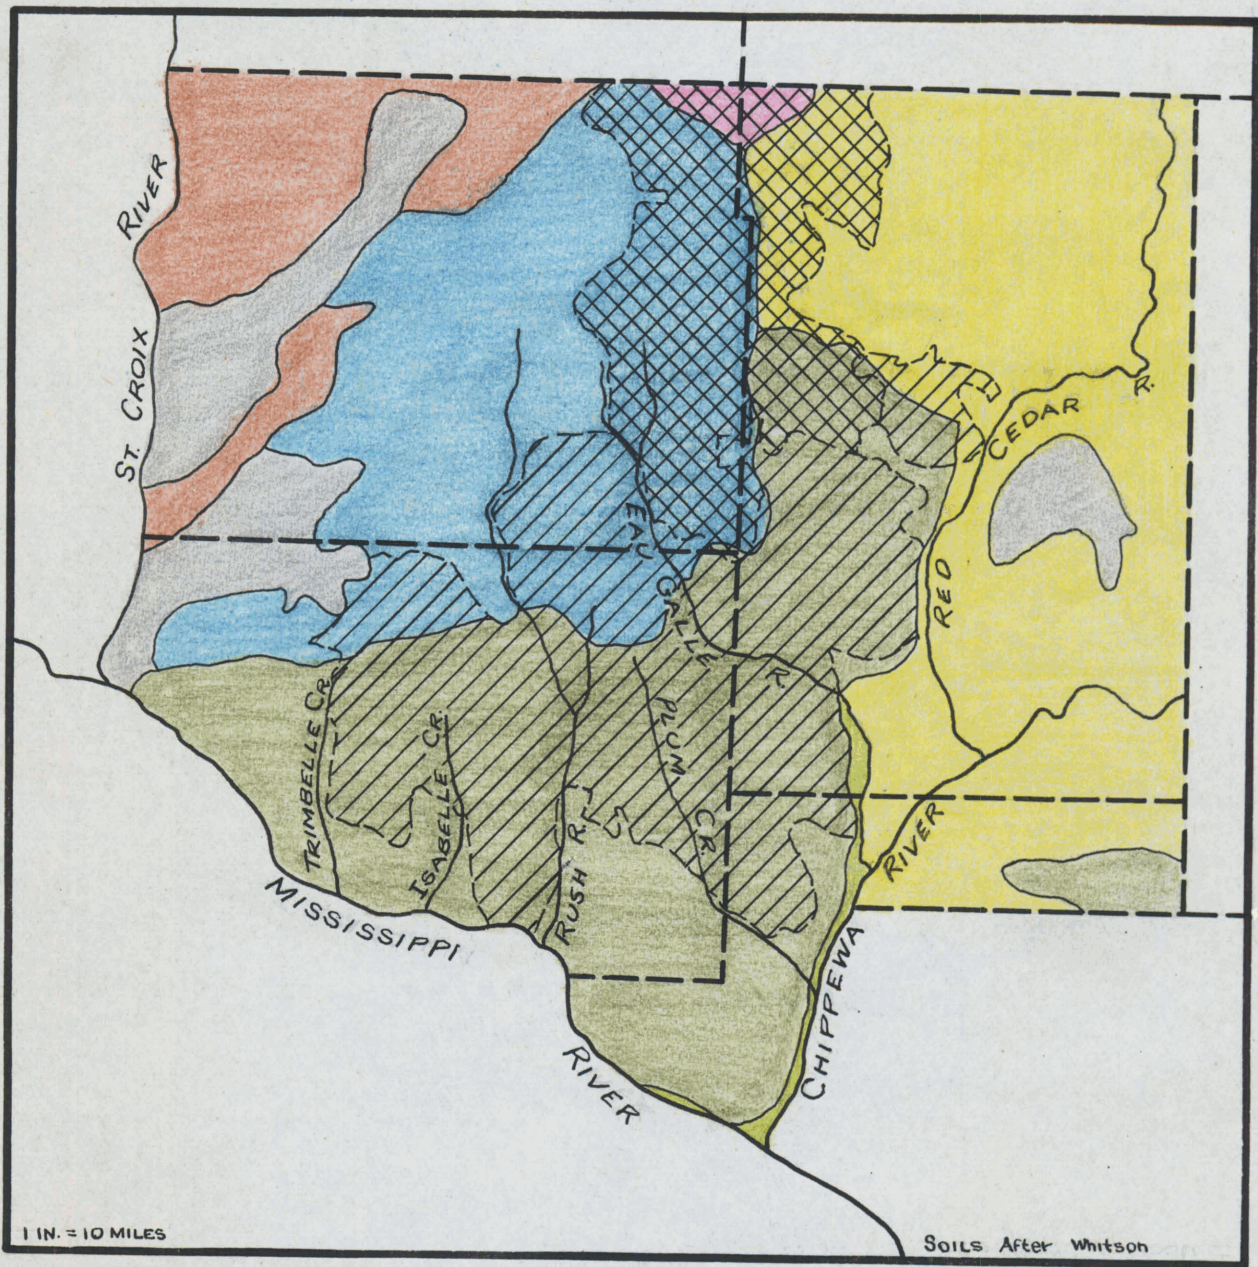 ST. CROIX RIVER
CEDAR R.
RED
EAU GALLE R.
TRIMBELLE CR.
ISABELLE CR.
RUSH R.
PLUM CR.
MISSISSIPPI
RIVER
CHIPPEWA
RIVER
1 IN. = 10 MILES
SOILS After Whitson